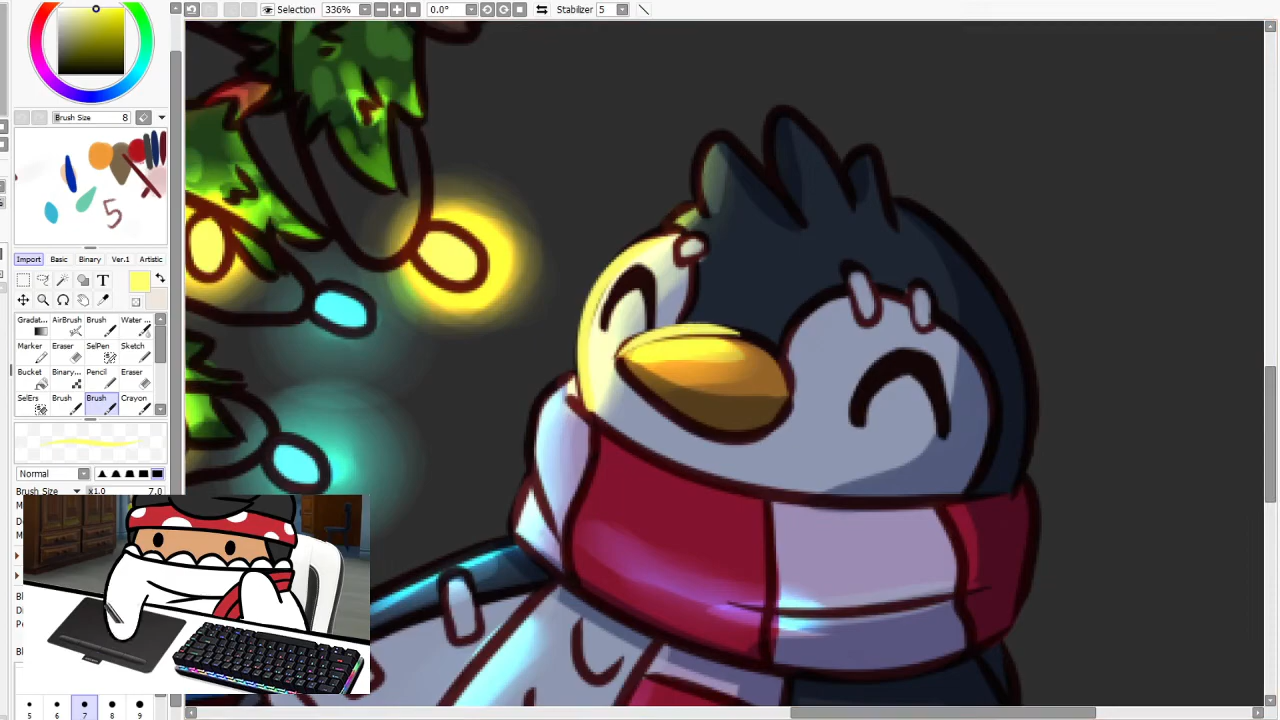 Selection 336% 0.0° Stabilizer 5
Brush Size 8
5
Import Basic Binary Ver.1 Artistic
T
Gradat... AirBrush Brush Water ...
Marker Eraser SelPen Sketch
Bucket Binary... Pencil Eraser
SelErs Brush Brush Crayon
Normal
Brush Size x1.0 7.0
5 6 7 8 9